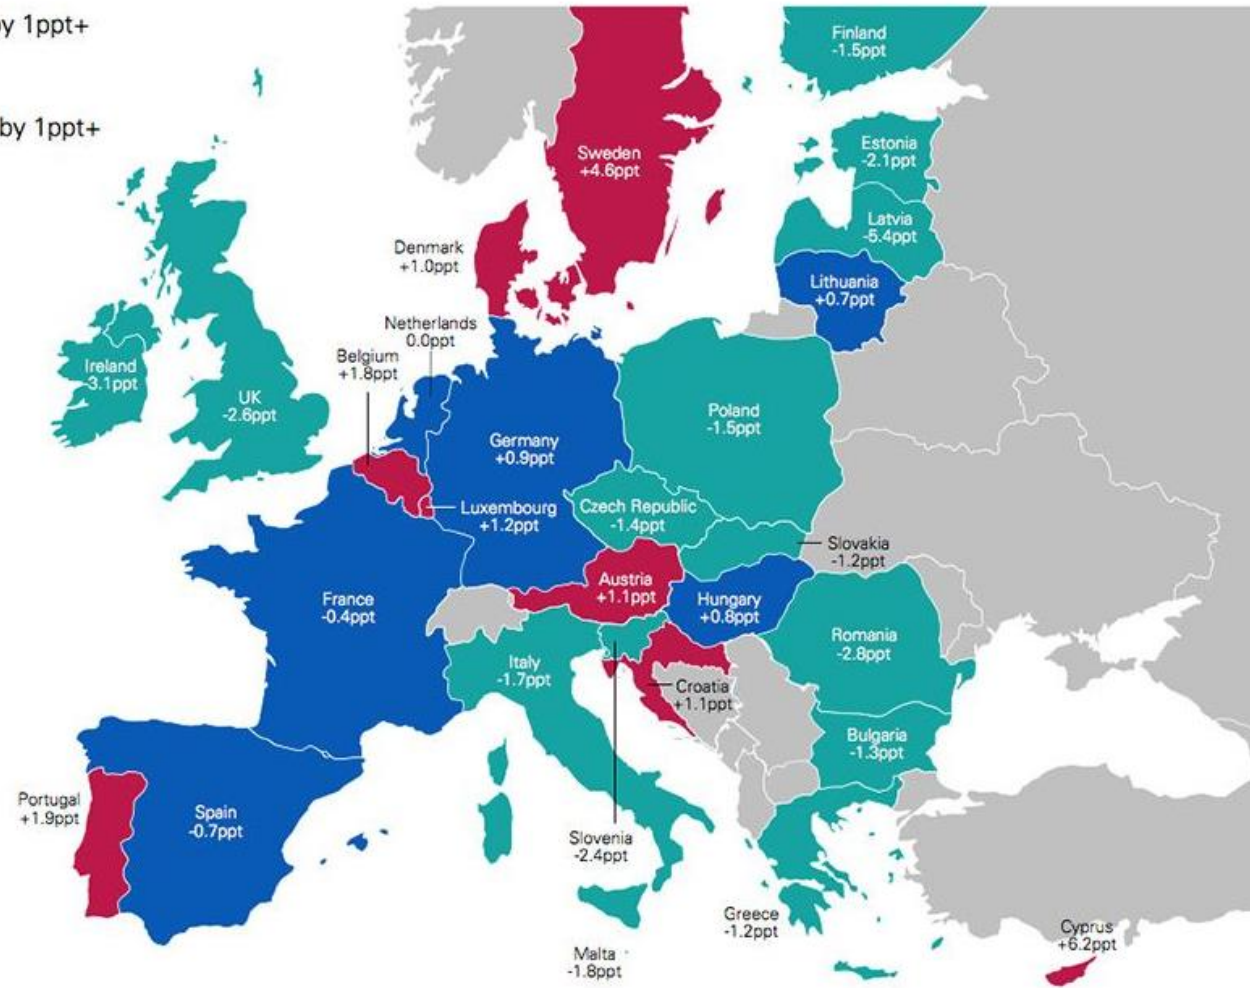 y 1ppt+
by 1ppt+
Finland
-1.5ppt
Sweden
+4.6ppt
Estonia
-2.1ppt
Latvia
-5.4ppt
Denmark
+1.0ppt
Lithuania
+0.7ppt
Netherlands
0.0ppt
Belgium
+1.8ppt
Ireland
-3.1ppt
UK
-2.6ppt
Poland
-1.5ppt
Germany
+0.9ppt
Luxembourg
+1.2ppt
Czech Republic
-1.4ppt
Slovakia
-1.2ppt
Austria
+1.1ppt
France
-0.4ppt
Hungary
+0.8ppt
Romania
-2.8ppt
Italy
-1.7ppt
Croatia
+1.1ppt
Bulgaria
-1.3ppt
Portugal
+1.9ppt
Spain
-0.7ppt
Slovenia
-2.4ppt
Greece
-1.2ppt
Cyprus
+6.2ppt
Malta
-1.8ppt